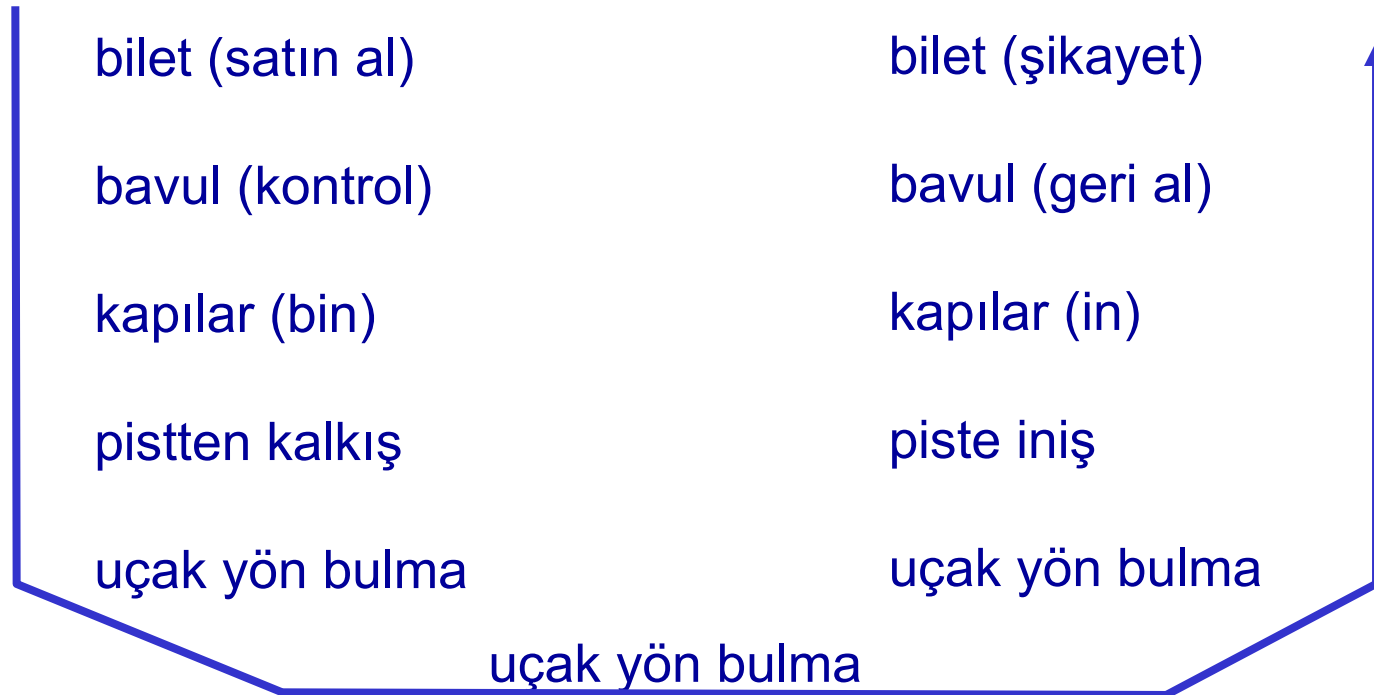 bilet (satın al)
bavul (kontrol)
kapılar (bin)
pistten kalkış
uçak yön bulma
bilet (şikayet)
bavul (geri al)
kapılar (in)
piste iniş
uçak yön bulma
uçak yön bulma